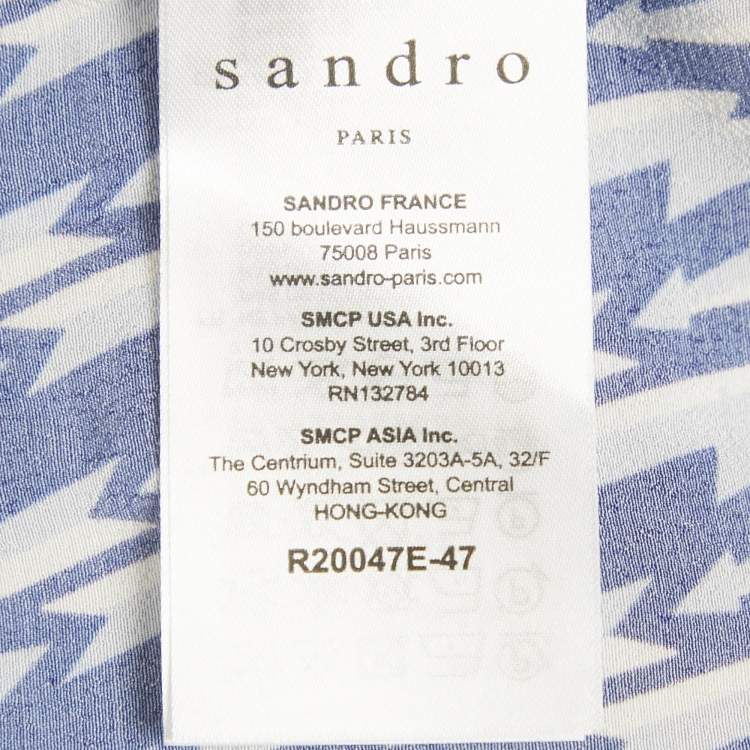 sandro
PARIS
SANDRO FRANCE
150 boulevard Haussmann
75008 Paris
www.sandro-paris.com
SMCP USA Inc.
10 Crosby Street, 3rd Floor
New York, New York 10013
RN132784
SMCP ASIA Inc.
The Centrium, Suite 3203A-5A, 32/F
60 Wyndham Street, Central
HONG-KONG
R20047E-47